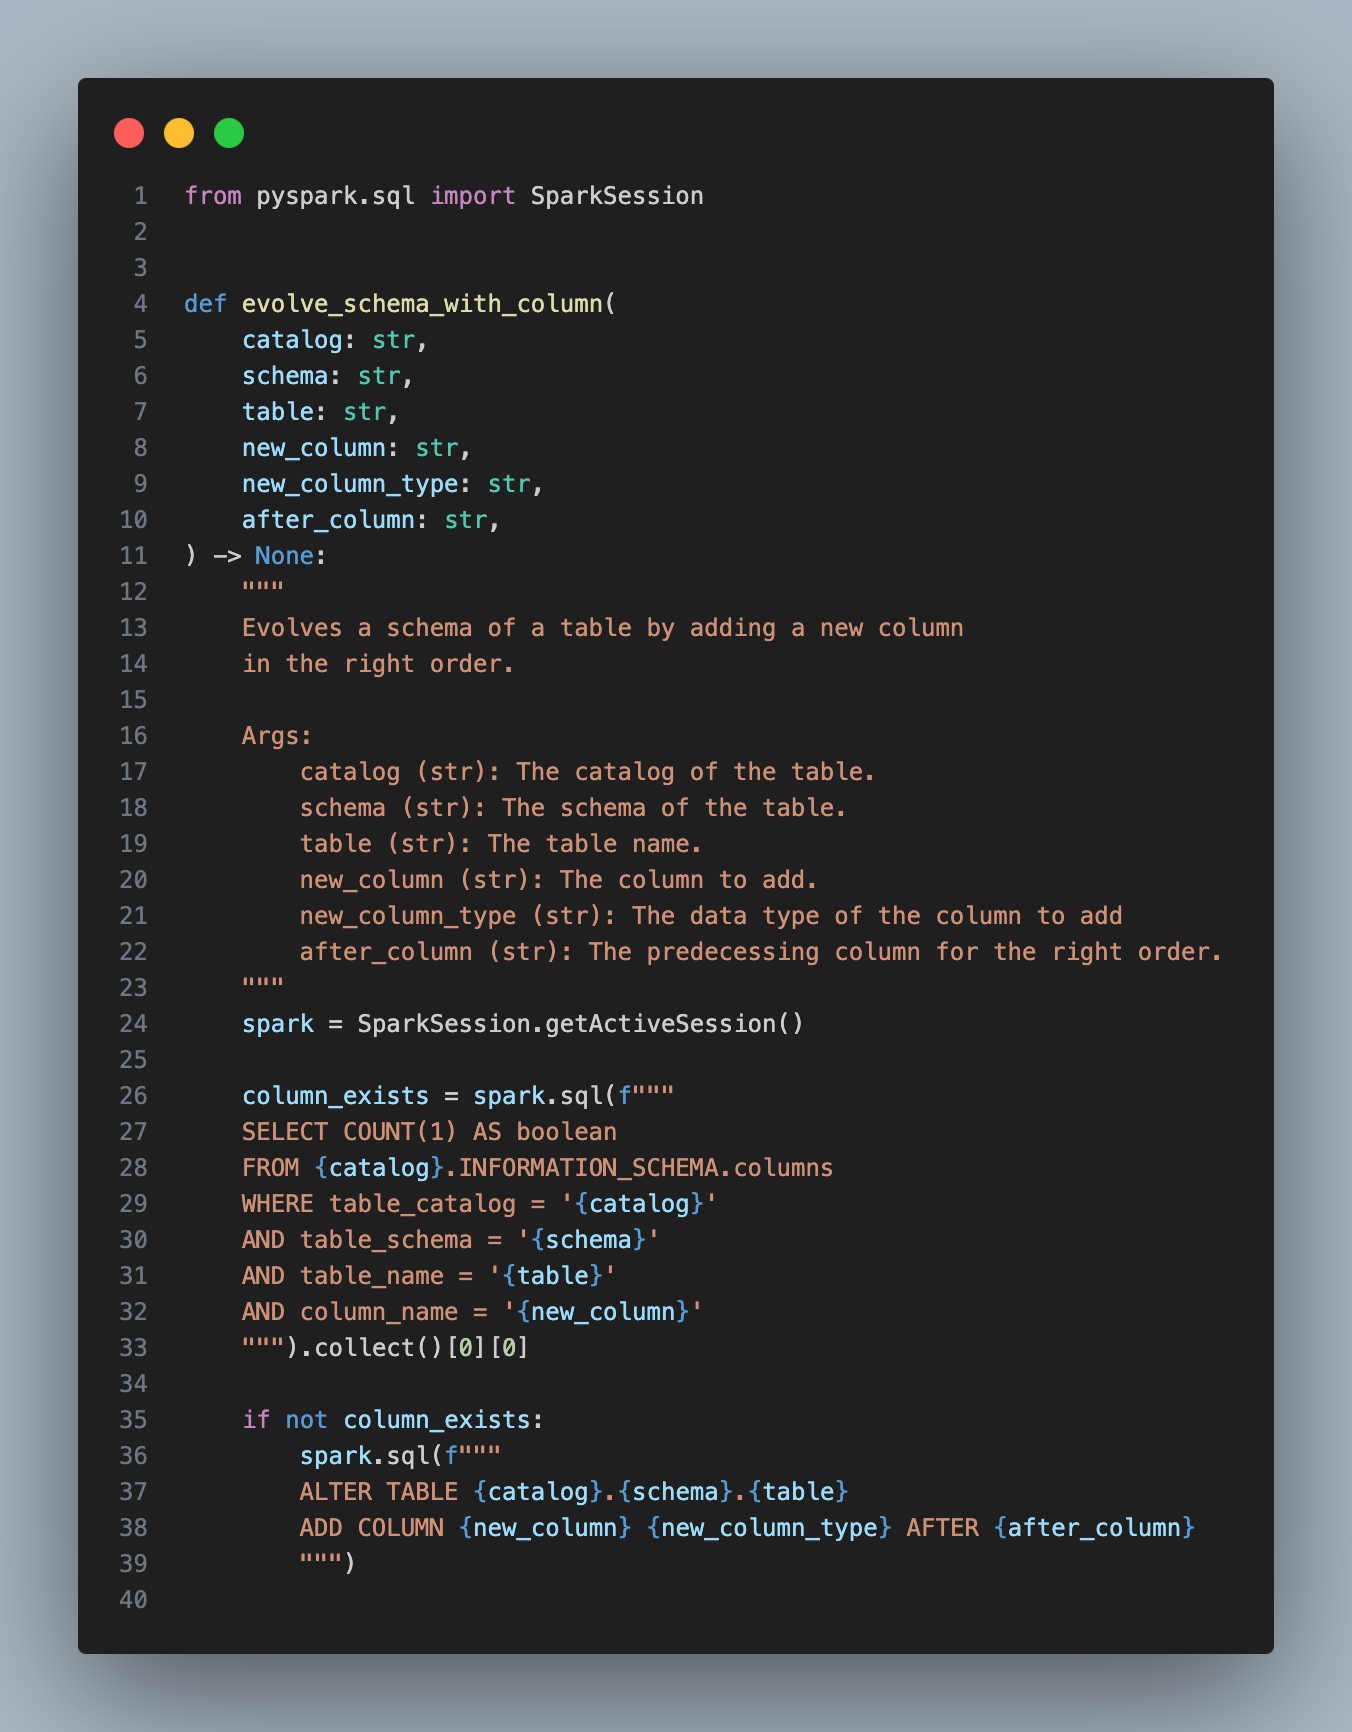 1 from pyspark.sql import SparkSession
2
3
4 def evolve_schema_with_column(
5     catalog: str,
6     schema: str,
7     table: str,
8     new_column: str,
9     new_column_type: str,
10     after_column: str,
11 ) -> None:
12     """
13     Evolves a schema of a table by adding a new column
14     in the right order.
15
16     Args:
17         catalog (str): The catalog of the table.
18         schema (str): The schema of the table.
19         table (str): The table name.
20         new_column (str): The column to add.
21         new_column_type (str): The data type of the column to add
22         after_column (str): The predecessing column for the right order.
23     """
24     spark = SparkSession.getActiveSession()
25
26     column_exists = spark.sql(f"""
27     SELECT COUNT(1) AS boolean
28     FROM {catalog}.INFORMATION_SCHEMA.columns
29     WHERE table_catalog = '{catalog}'
30     AND table_schema = '{schema}'
31     AND table_name = '{table}'
32     AND column_name = '{new_column}'
33     """).collect()[0][0]
34
35     if not column_exists:
36         spark.sql(f"""
37         ALTER TABLE {catalog}.{schema}.{table}
38         ADD COLUMN {new_column} {new_column_type} AFTER {after_column}
39         """)
40